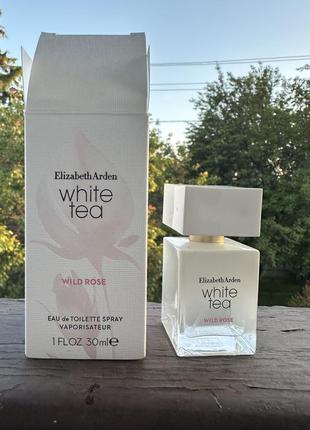 Elizabeth Arden
white
tea
WILD ROSE
EAU de TOILETTE SPRAY
VAPORISATEUR
1 FL OZ 30ml℮
Elizabeth Arden
white
tea
WILD ROSE